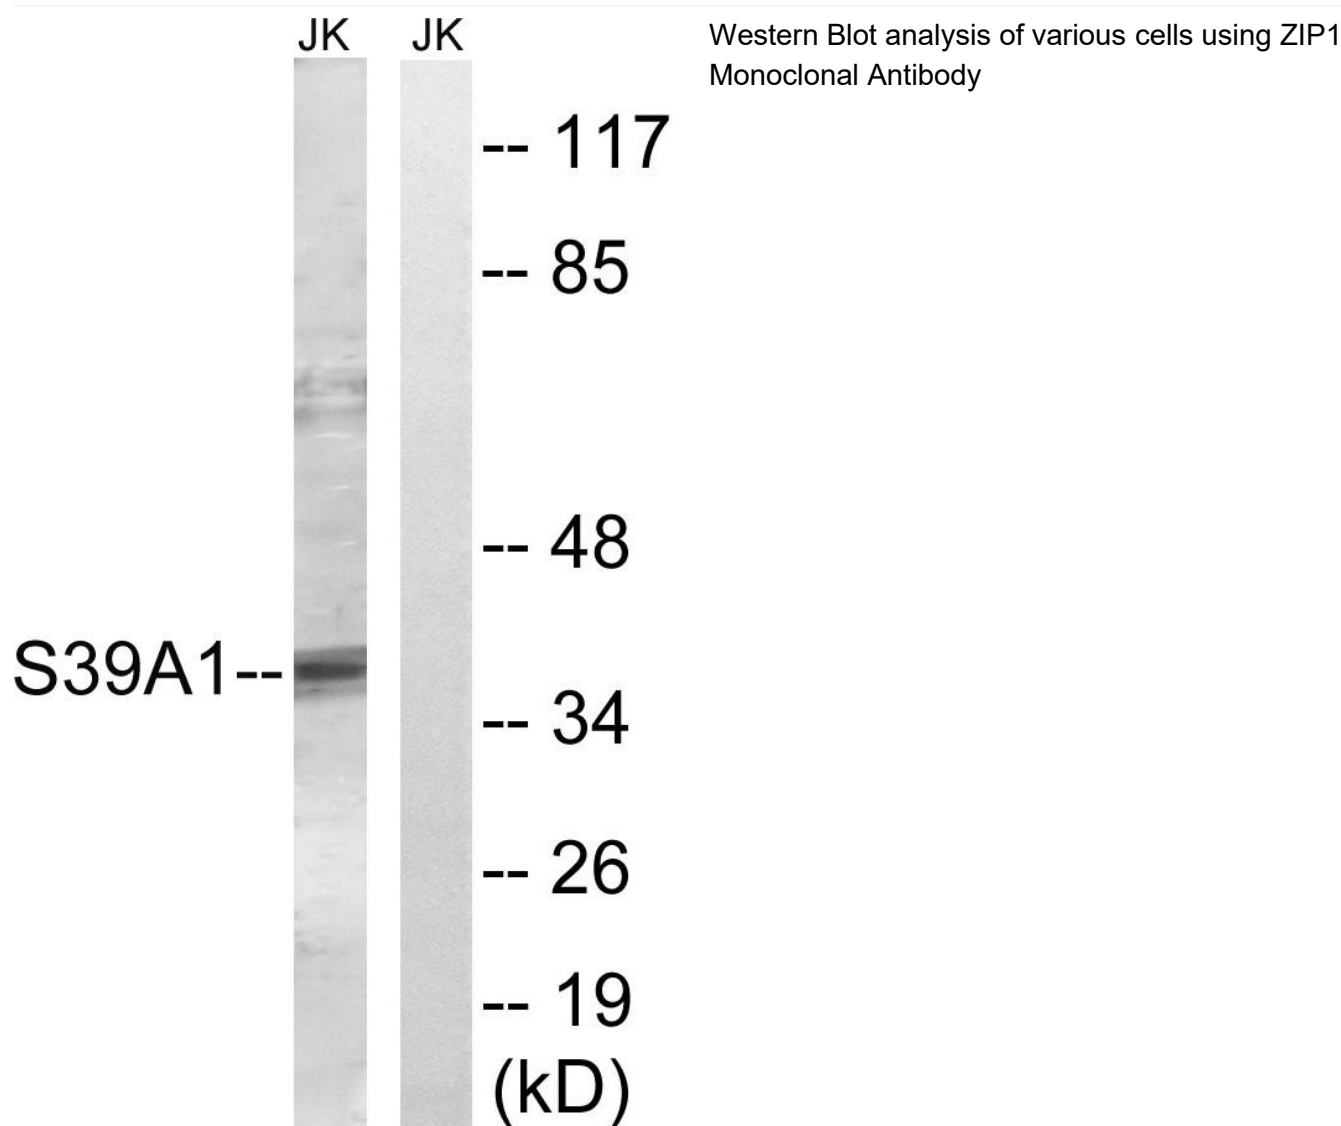 JK JK
Western Blot analysis of various cells using ZIP1
Monoclonal Antibody
-- 117
-- 85
-- 48
S39A1--
-- 34
-- 26
-- 19
(kD)